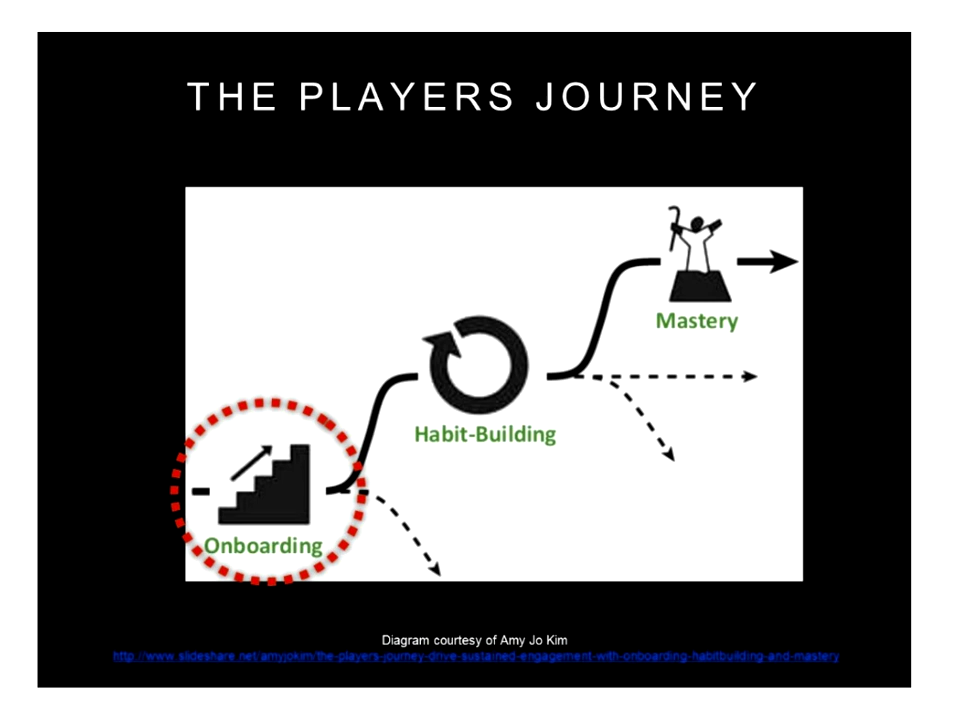 THE PLAYERS JOURNEY
Mastery
Habit-Building
Onboarding
Diagram courtesy of Amy Jo Kim
http://www.slideshare.net/amyjokim/the-players-journey-drive-sustained-engagement-with-onboarding-habitbuilding-and-mastery